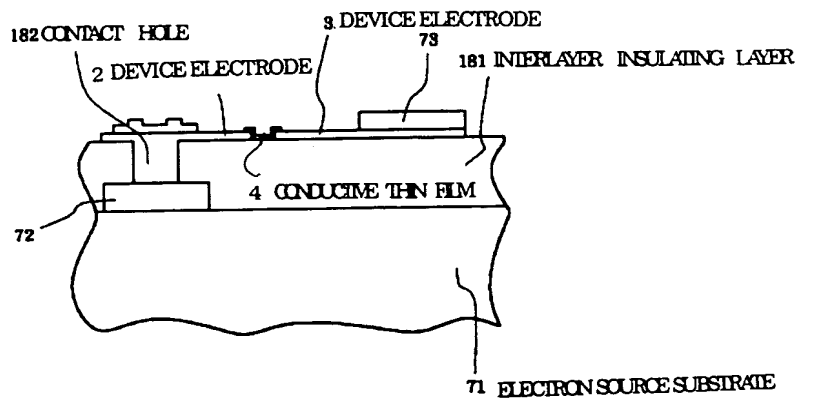 3. DEVICE ELECTRODE
182 CONTACT HOLE
73
181 INTERLAYER INSULATING LAYER
2 DEVICE ELECTRODE
4 CONDUCTIVE THIN FILM
72
71 ELECTRON SOURCE SUBSTRATE